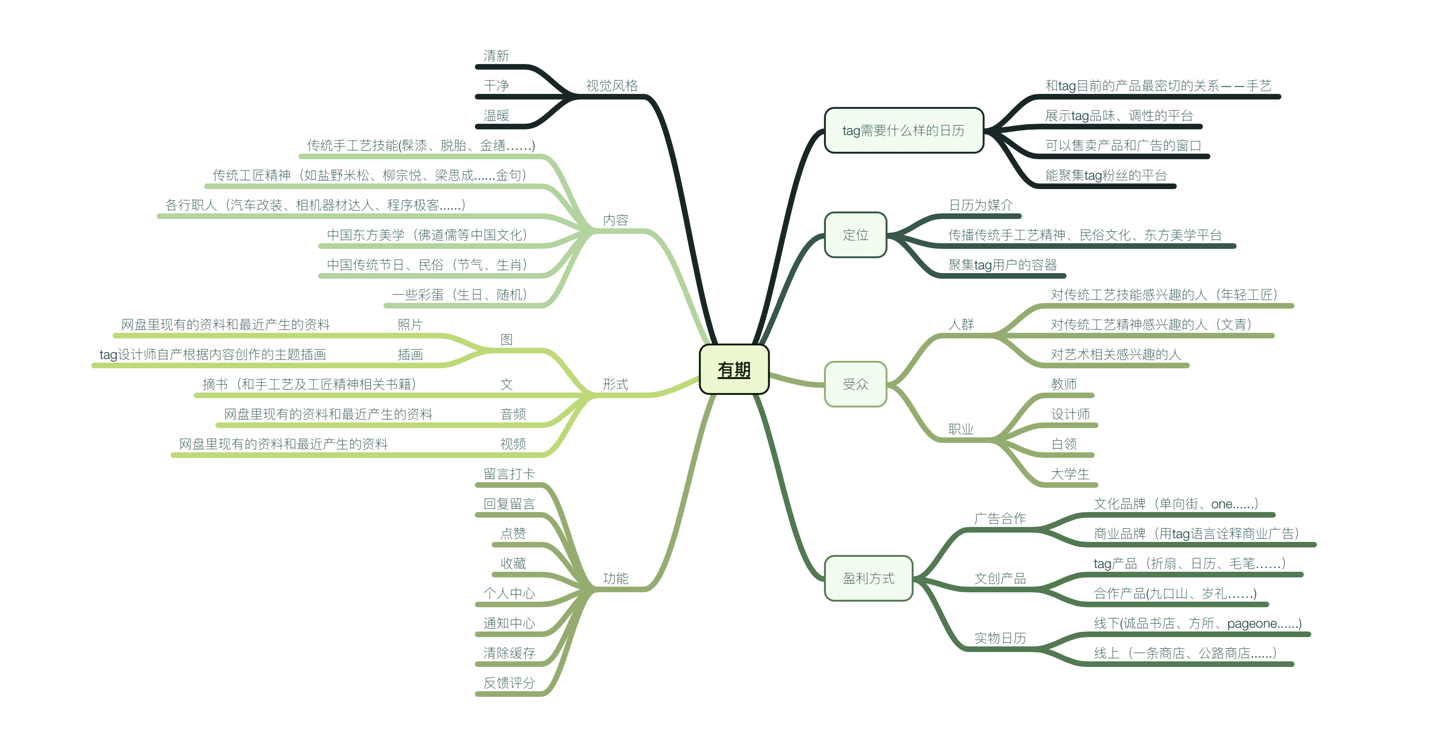 有期
tag需要什么样的日历
和tag目前的产品最密切的关系——手艺
展示tag品味、调性的平台
可以售卖产品和广告的窗口
能聚集tag粉丝的平台
定位
日历为媒介
传播传统手工艺精神、民俗文化、东方美学平台
聚集tag用户的容器
受众
人群
对传统工艺技能感兴趣的人（年轻工匠）
对传统工艺精神感兴趣的人（文青）
对艺术相关感兴趣的人
职业
教师
设计师
白领
大学生
盈利方式
广告合作
文化品牌（单向街、one......）
商业品牌（用tag语言诠释商业广告）
文创产品
tag产品（折扇、日历、毛笔……）
合作产品(九口山、岁礼……)
实物日历
线下(诚品书店、方所、pageone......)
线上（一条商店、公路商店......）
视觉风格
清新
干净
温暖
内容
传统手工艺技能(髹漆、脱胎、金缮……)
传统工匠精神（如盐野米松、柳宗悦、梁思成......金句）
各行职人（汽车改装、相机器材达人、程序极客......）
中国东方美学（佛道儒等中国文化）
中国传统节日、民俗（节气、生肖）
一些彩蛋（生日、随机）
形式
图
照片
网盘里现有的资料和最近产生的资料
插画
tag设计师自产根据内容创作的主题插画
文
摘书（和手工艺及工匠精神相关书籍）
音频
网盘里现有的资料和最近产生的资料
视频
网盘里现有的资料和最近产生的资料
功能
留言打卡
回复留言
点赞
收藏
个人中心
通知中心
清除缓存
反馈评分